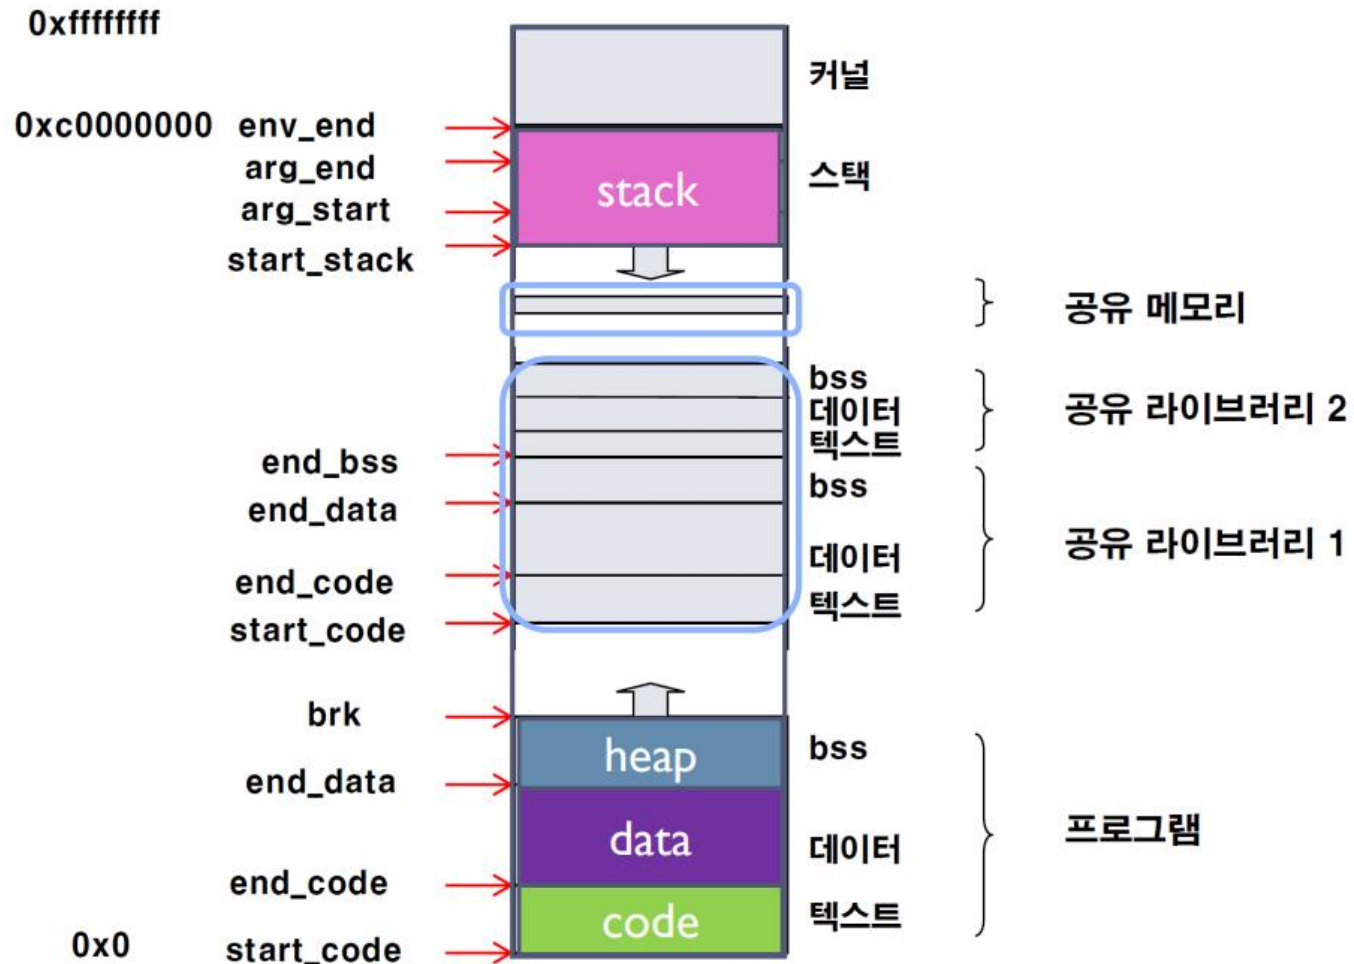 0xffffffff
커널
0xc0000000 env_end
arg_end
stack
스택
arg_start
start_stack
공유 메모리
bss
데이터
공유 라이브러리 2
텍스트
end_bss
bss
end_data
공유 라이브러리 1
데이터
end_code
텍스트
start_code
brk
heap
bss
end_data
프로그램
data
데이터
end_code
code
텍스트
0x0
start_code